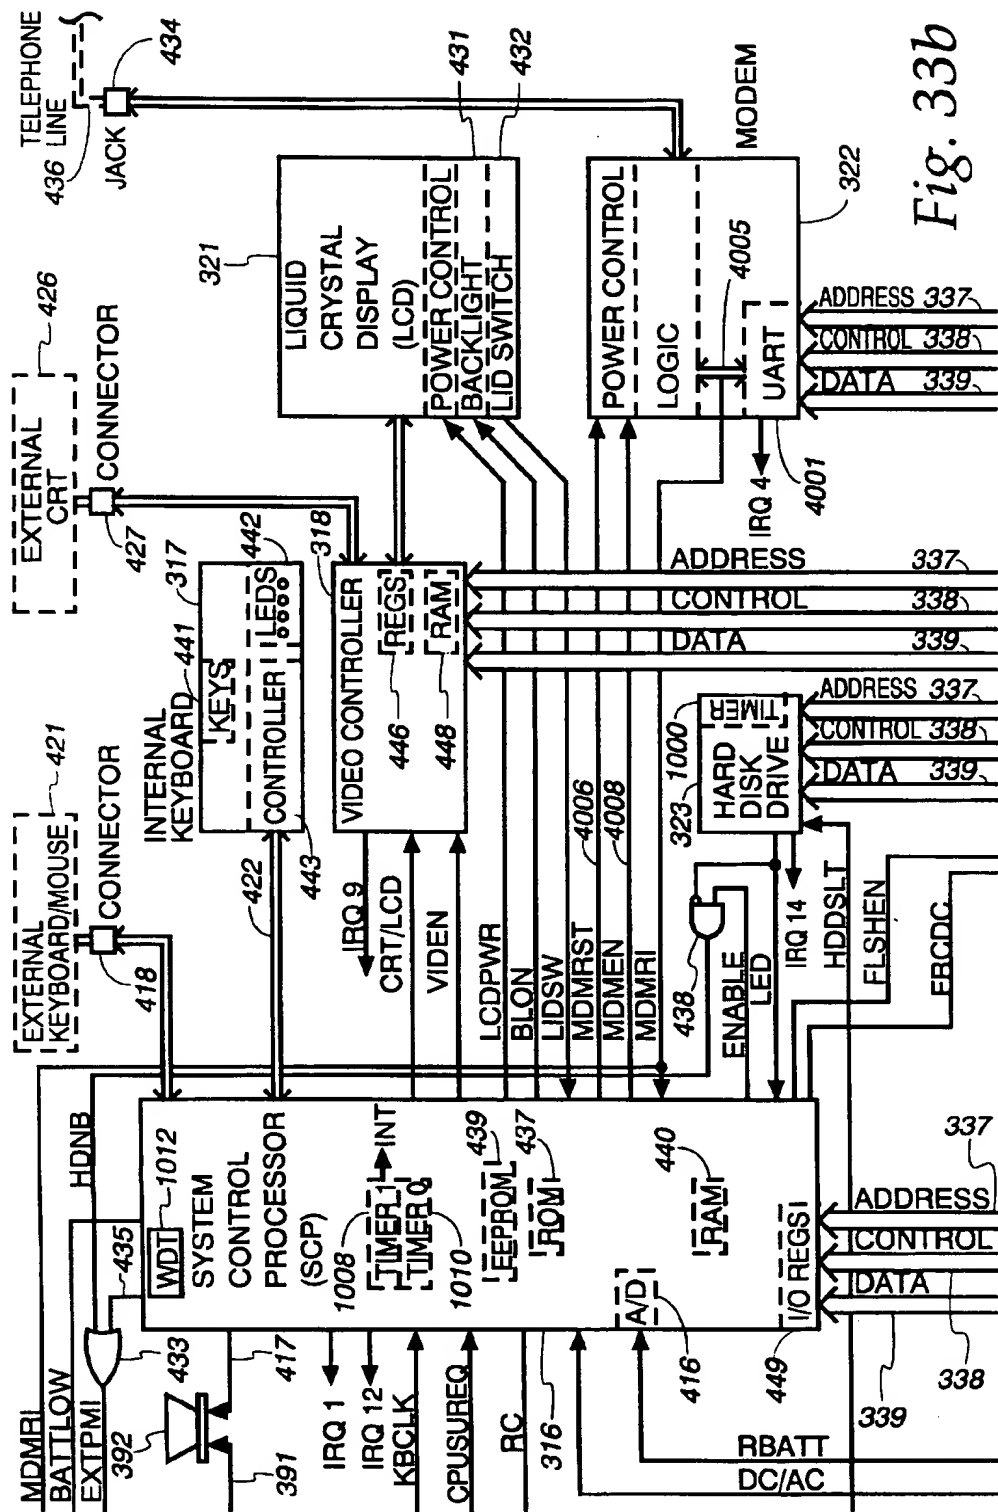 TELEPHONE
LINE
436
JACK
434
EXTERNAL
CRT
426
427
CONNECTOR
EXTERNAL
KEYBOARD/MOUSE
421
CONNECTOR
418
LIQUID
CRYSTAL
DISPLAY
(LCD)
POWER CONTROL
BACKLIGHT
LID SWITCH
321
431
432
INTERNAL
KEYBOARD
441
KEYS
317
CONTROLLER
LEDS
442
443
422
318
VIDEO CONTROLLER
REGS
446
RAM
448
IRQ 9
CRT/LCD
VIDEN
LCDPWR
BLON
LIDSW
MDMRST
4006
MDMEN
4008
MDMRI
MODEM
POWER CONTROL
LOGIC
4005
UART
322
4001
IRQ 4
ADDRESS 337
CONTROL 338
DATA 339
ADDRESS
337
CONTROL
338
DATA
339
323
1000
HARD
DISK
DRIVE
TIMER
ADDRESS 337
CONTROL 338
DATA 339
438
ENABLE
LED
IRQ 14
HDDSLT
FLSHEN
FRCDC
MDMRI
BATTLOW
EXTPMI
HDNB
435
433
392
391
417
WDT
1012
SYSTEM
CONTROL
PROCESSOR
(SCP)
1008
TIMER 1
INT
TIMER 0
1010
EEPROM
439
ROM
437
RAM
440
A/D
416
I/O REGS
449
IRQ 1
IRQ 12
KBCLK
CPUSUREQ
RC
316
RBATT
DC/AC
ADDRESS
337
CONTROL
338
DATA
339
Fig. 33b